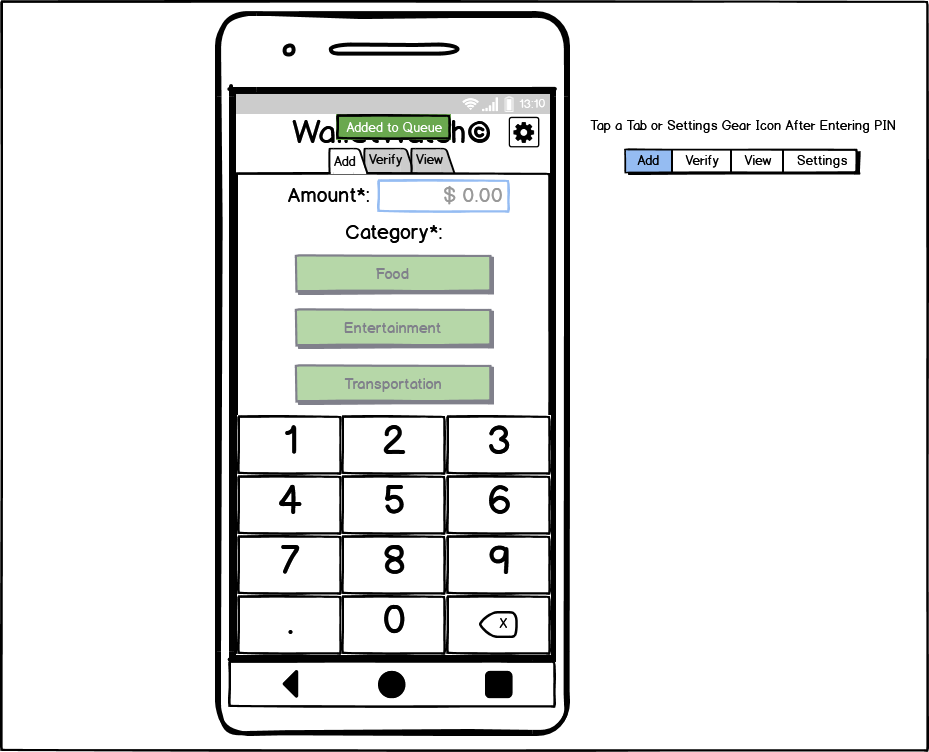 13:10
Added to Queue
Wa h©
Add Verify View
Amount*: $ 0.00
Category*:
Food
Entertainment
Transportation
1 2 3
4 5 6
7 8 9
. 0 X
Tap a Tab or Settings Gear Icon After Entering PIN
Add Verify View Settings